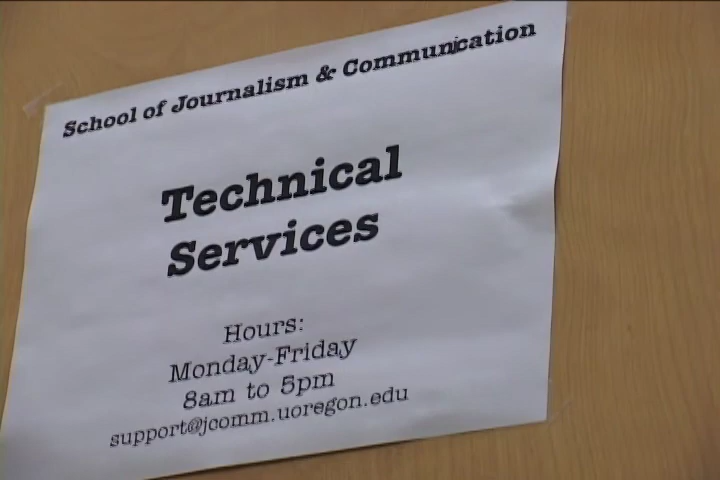 School of Journalism & Communication
Technical
Services
Hours:
Monday-Friday
8am to 5pm
support@jcomm.uoregon.edu